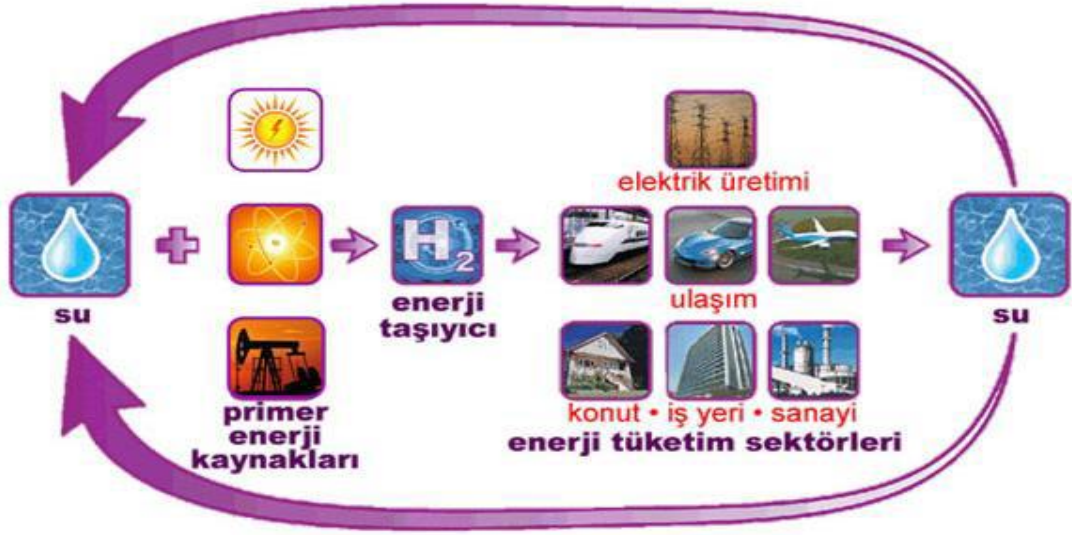 su
primer
enerji
kaynakları
H2
enerji
taşıyıcı
elektrik üretimi
ulaşım
konut • iş yeri • sanayi
enerji tüketim sektörleri
su